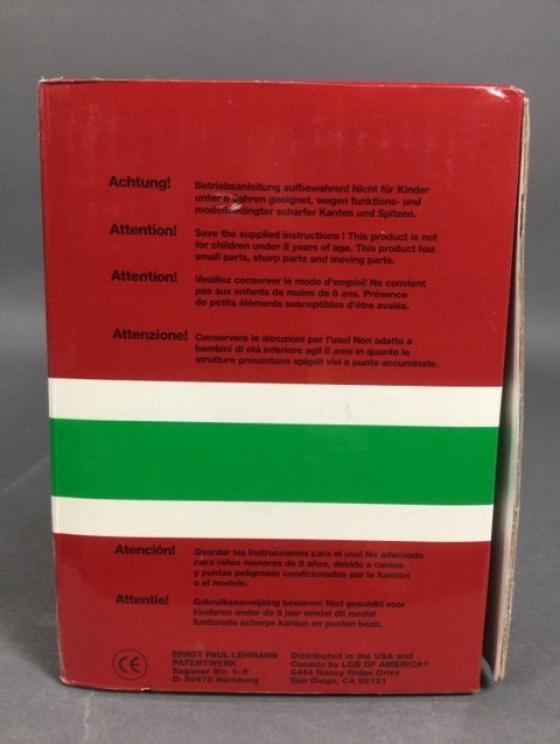 Achtung! Betriebsanleitung aufbewahren! Nicht für Kinder
unter 8 Jahren geeignet, wegen funktions- und
modellbedingter scharfer Kanten und Spitzen.
Attention! Save the supplied instructions ! This product is not
for children under 8 years of age. This product has
small parts, sharp parts and moving parts.
Attention! Veuillez conserver le mode d'emploi! Ne convient
pas aux enfants de moins de 8 ans. Présence
de petits éléments susceptibles d'être avalés.
Attenzione! Conservare le istruzioni per l'uso! Non adatto a
bambini di età inferiore agli 8 anni in quanto le
strutture presentano spigoli vivi e punte accuminate.
Atención! Guardar las Instrucciones para el uso! No adecuado
para niños menores de 8 años, debido a cantos
y puntas peligrosas condicionadas por la función
o el modelo.
Attentie! Gebruiksaanwijzing bewaren! Niet geschikt voor
kinderen onder de 8 jaar omdat dit model
funtionele scherpe kanten en punten bezit.
CE
ERNST PAUL LEHMANN
PATENTWERK
Saganer Str. 1-5
D-90475 Nürnberg
Distributed in the USA and
Canada by LGB OF AMERICA®
6444 Nancy Ridge Drive
San Diego, CA 92121